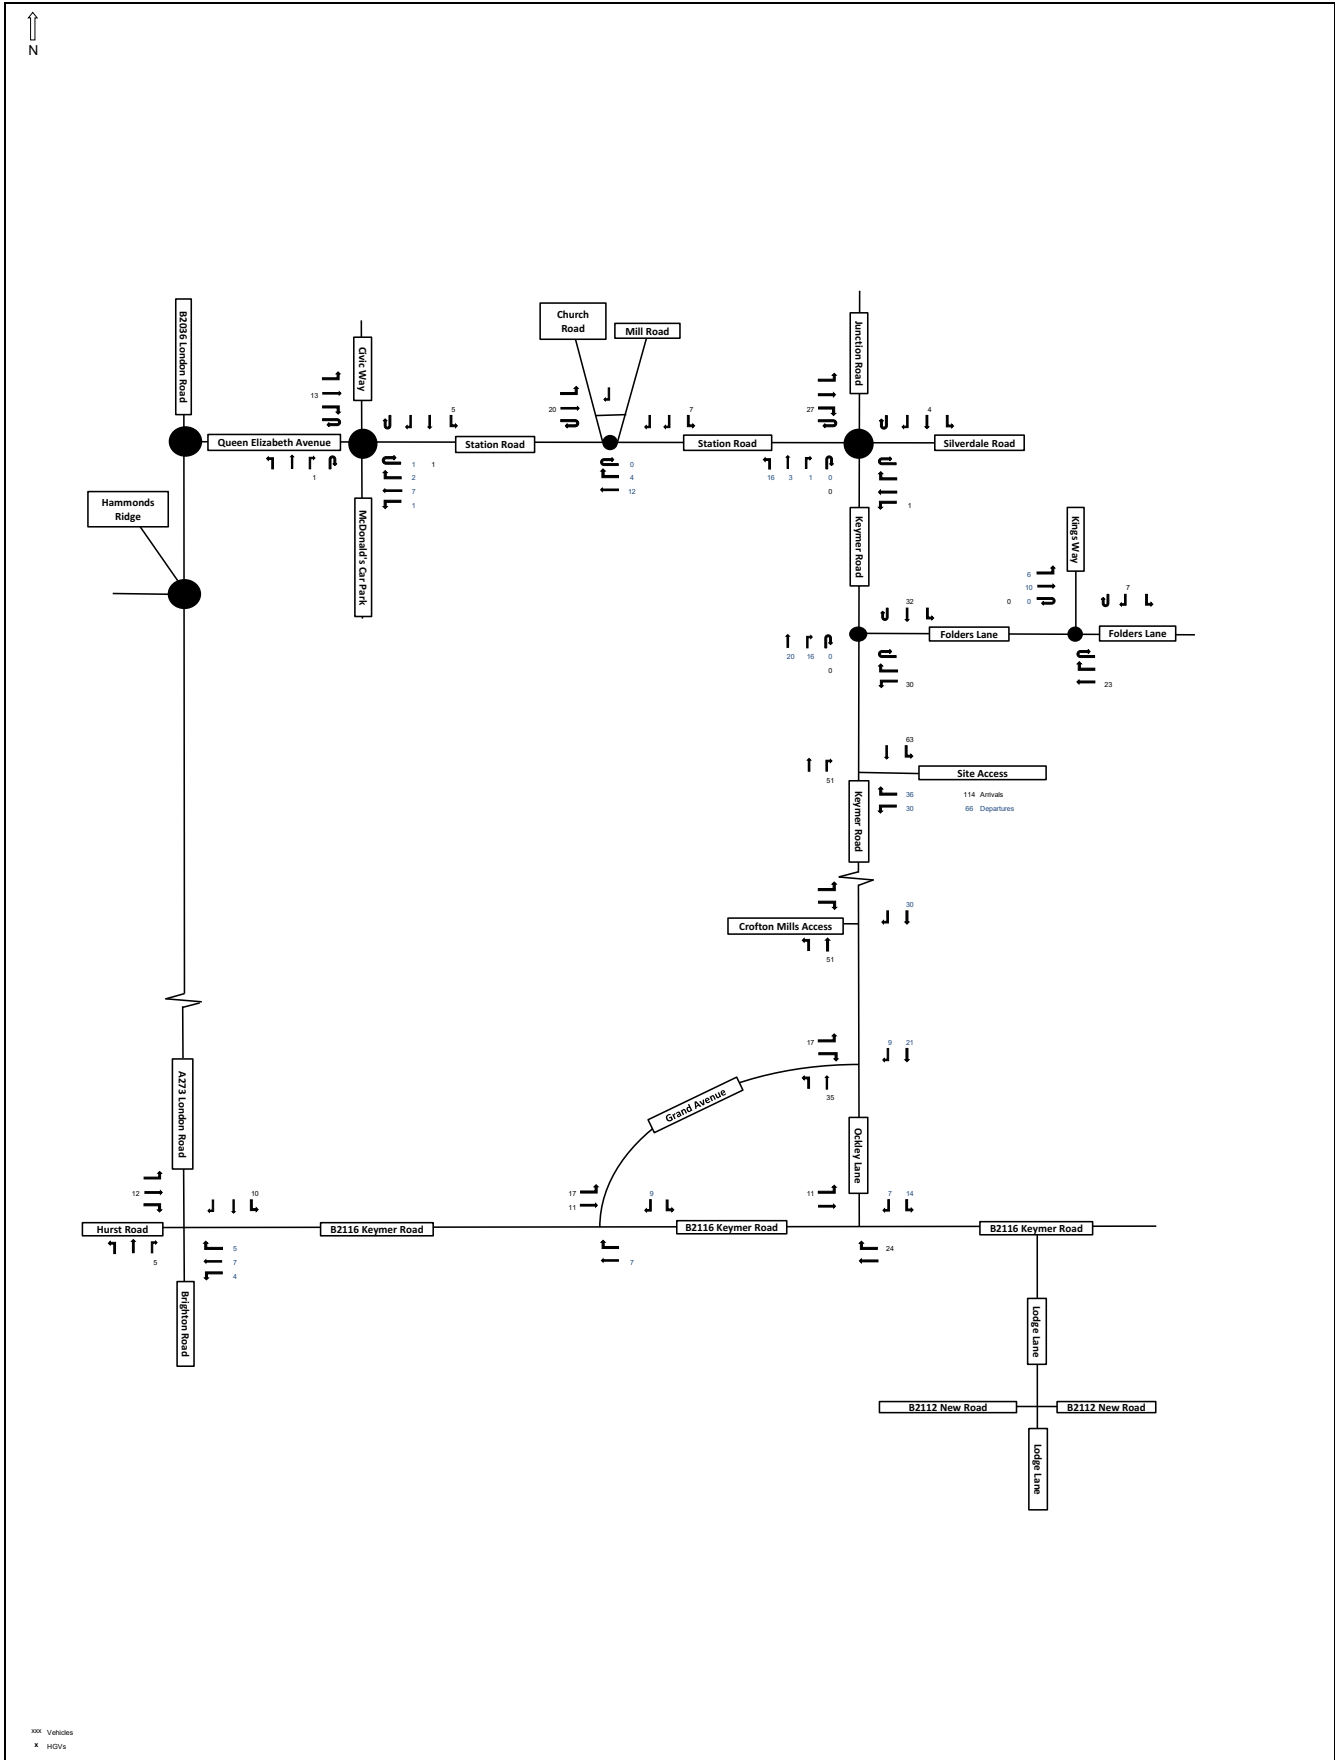 N
B2036 London Road
Civic Way
Church
Road
Mill Road
Junction Road
13
5
20
7
27
4
Queen Elizabeth Avenue
Station Road
Station Road
Silverdale Road
1
1 1
2
7
1
0
4
12
16 3 1 0
0
1
Hammonds
Ridge
McDonald's Car Park
Keymer Road
Kings Way
6
10
0 0
7
32
Folders Lane
Folders Lane
20 16 0
0
30
23
63
51
Site Access
36
30
114 Arrivals
66 Departures
Keymer Road
30
Crofton Mills Access
51
17
9 21
35
Grand Avenue
A273 London Road
Ockley Lane
12
10
17
11
9
11
7 14
Hurst Road
B2116 Keymer Road
B2116 Keymer Road
B2116 Keymer Road
5
5
7
4
7
24
Brighton Road
Lodge Lane
B2112 New Road
B2112 New Road
Lodge Lane
xxx Vehicles
x HGVs